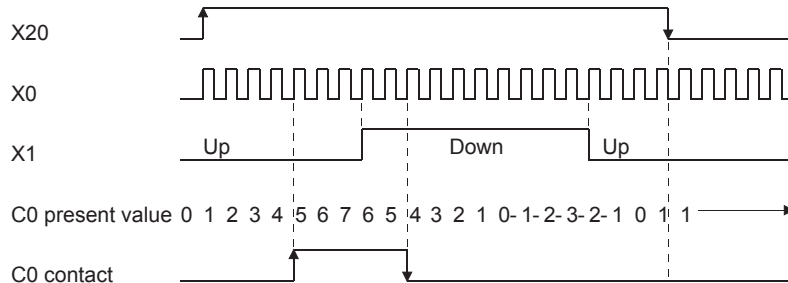 X20
X0
X1 Up Down Up
C0 present value 0 1 2 3 4 5 6 7 6 5 4 3 2 1 0- 1- 2- 3- 2- 1 0 1 1
C0 contact